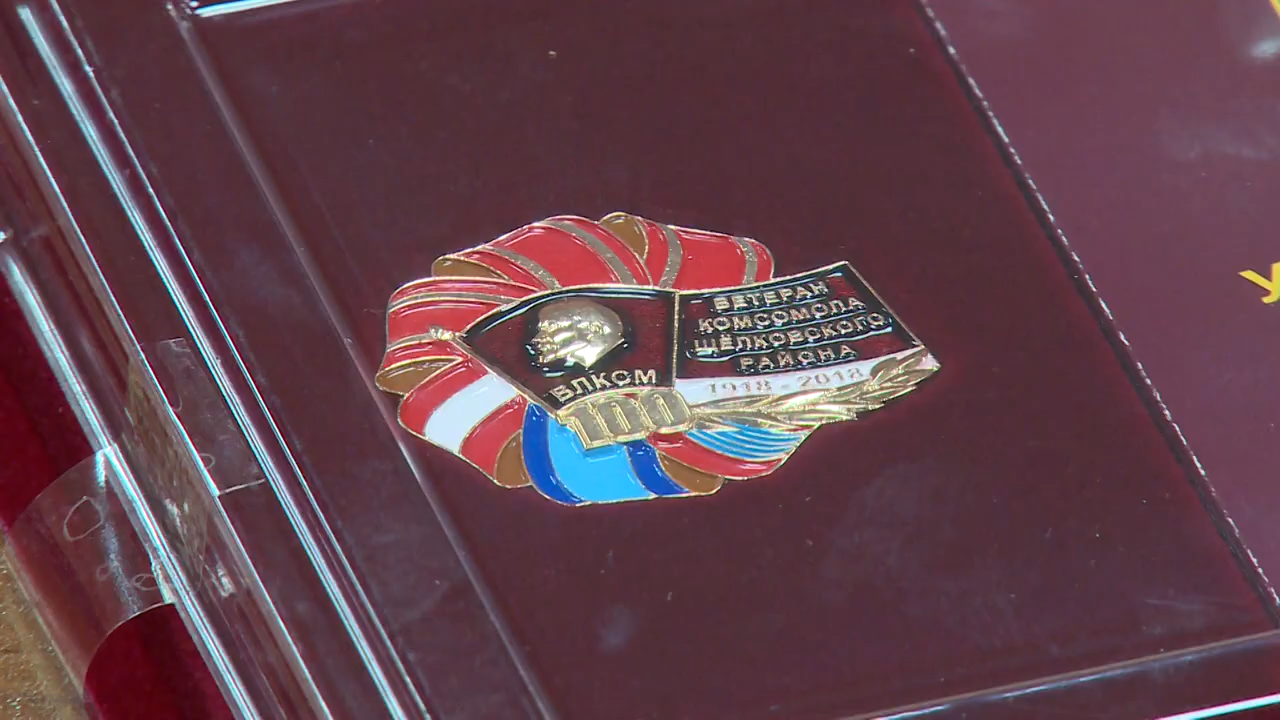 ВЕТЕРАН
КОМСОМОЛА
ЩЁЛКОВСКОГО
РАЙОНА
1918 - 2018
ВЛКСМ
100
У